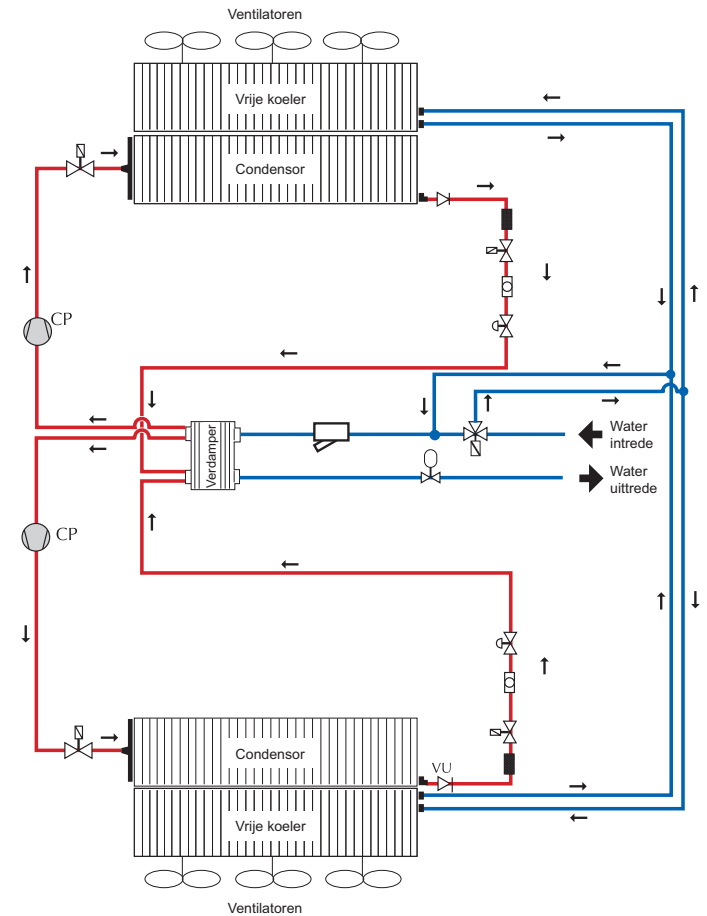 Ventilatoren
Vrije koeler
Condensor
CP
Verdamper
Water
intrede
Water
uittrede
CP
Condensor
VU
Vrije koeler
Ventilatoren